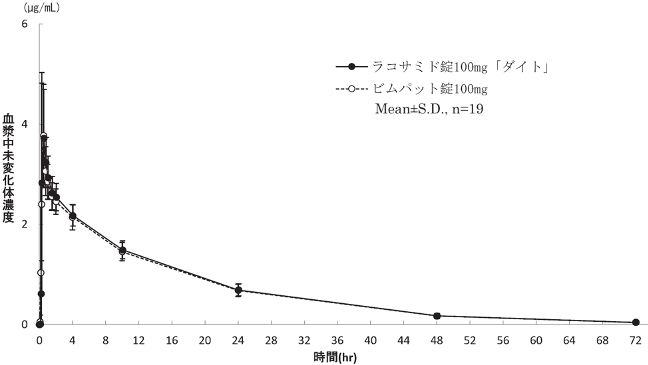 (μg/mL)
6
4
2
0
血漿中未変化体濃度
ラコサミド錠100mg「ダイト」
ビムパット錠100mg
Mean±S.D., n=19
0 4 8 12 16 20 24 28 32 36 40 44 48 52 56 60 64 68 72
時間(hr)